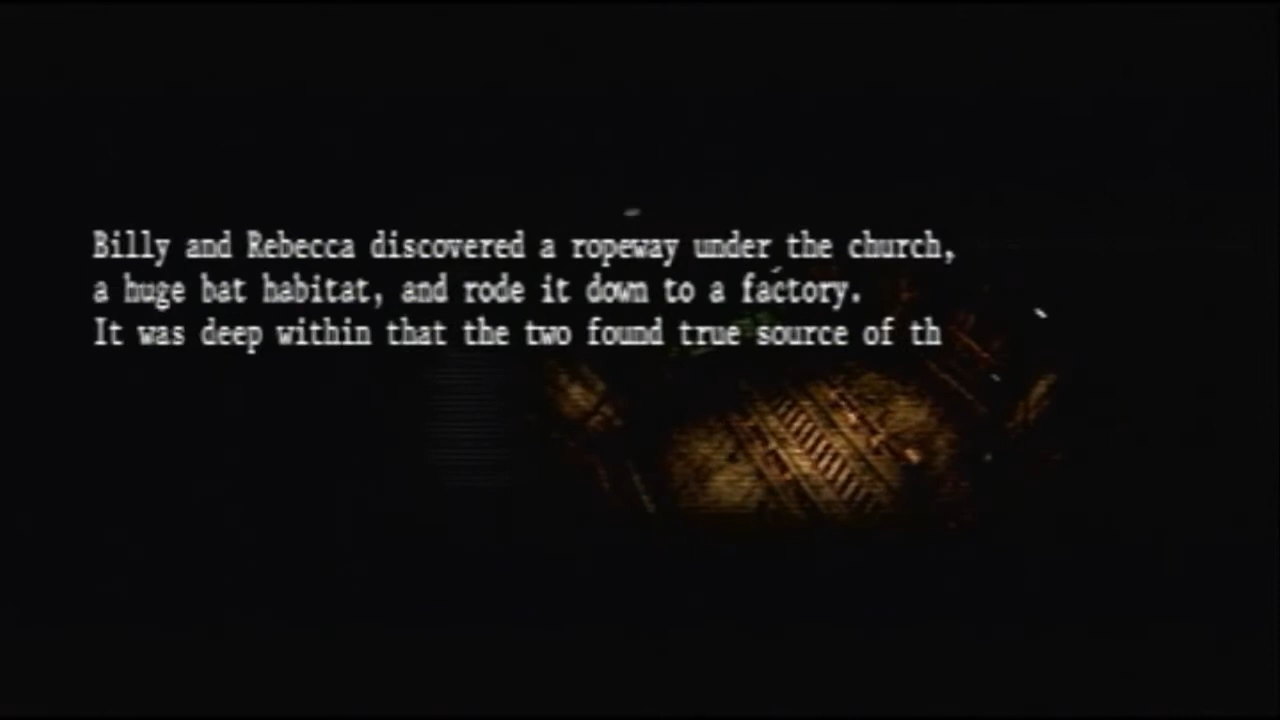 Billy and Rebecca discovered a ropeway under the church,
a huge bat habitat, and rode it down to a factory.
It was deep within that the two found true source of th